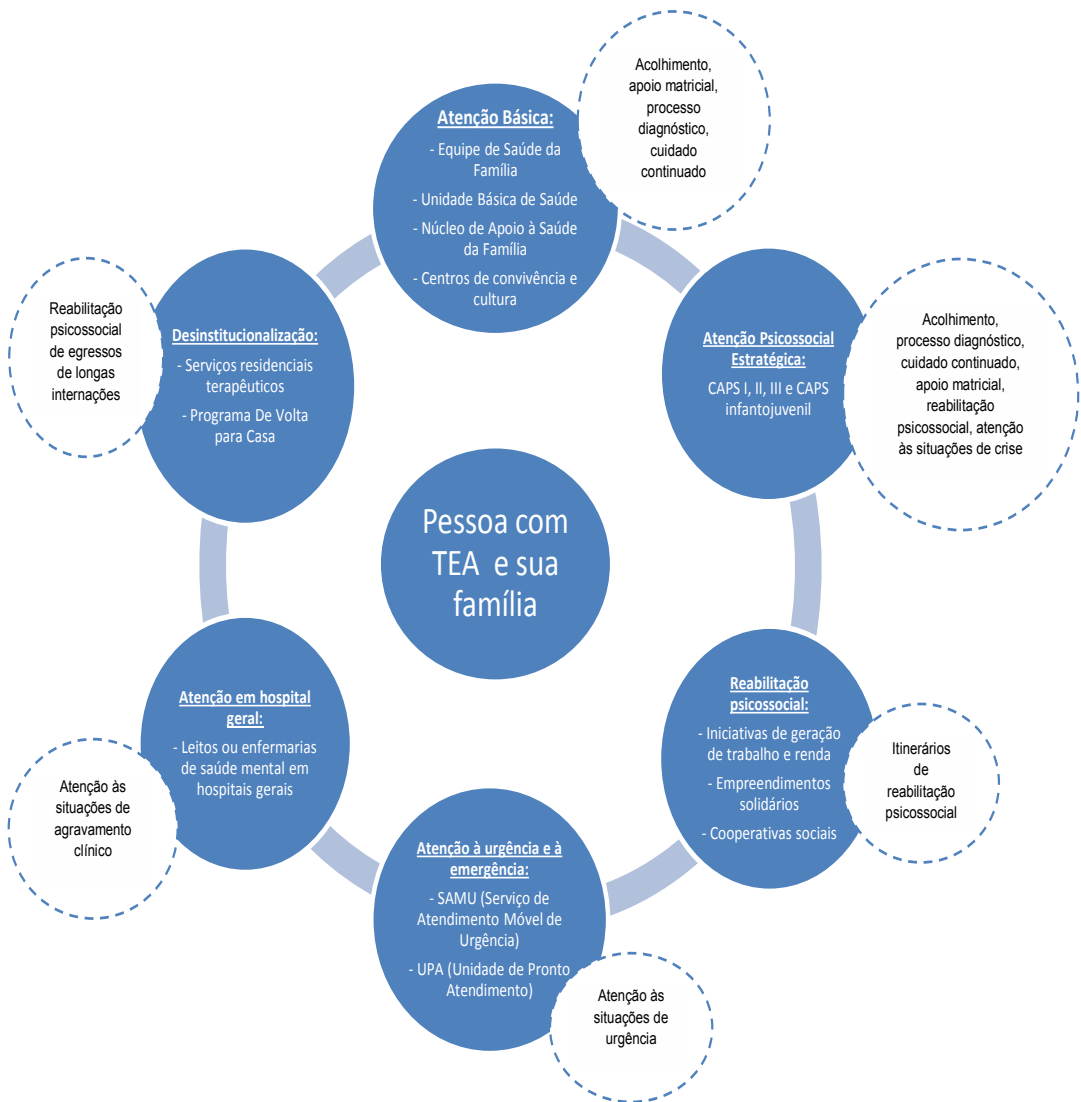 Acolhimento,
apoio matricial,
processo
diagnóstico,
cuidado
continuado
Atenção Básica:
- Equipe de Saúde da
Família
- Unidade Básica de Saúde
- Núcleo de Apoio à Saúde
da Família
- Centros de convivência e
cultura
Acolhimento,
processo diagnóstico,
cuidado continuado,
apoio matricial,
reabilitação
psicossocial, atenção
às situações de crise
Atenção Psicossocial
Estratégica:
CAPS I, II, III e CAPS
infantojuvenil
Reabilitação
psicossocial
de egressos
de longas
internações
Desinstitucionalização:
- Serviços residenciais
terapêuticos
- Programa De Volta
para Casa
Pessoa com
TEA e sua
família
Reabilitação
psicossocial:
- Iniciativas de geração
de trabalho e renda
- Empreendimentos
solidários
- Cooperativas sociais
Itinerários
de
reabilitação
psicossocial
Atenção em hospital
geral:
- Leitos ou enfermarias
de saúde mental em
hospitais gerais
Atenção às
situações de
agravamento
clínico
Atenção à urgência e à
emergência:
- SAMU (Serviço de
Atendimento Móvel de
Urgência)
- UPA (Unidade de Pronto
Atendimento)
Atenção às
situações de
urgência